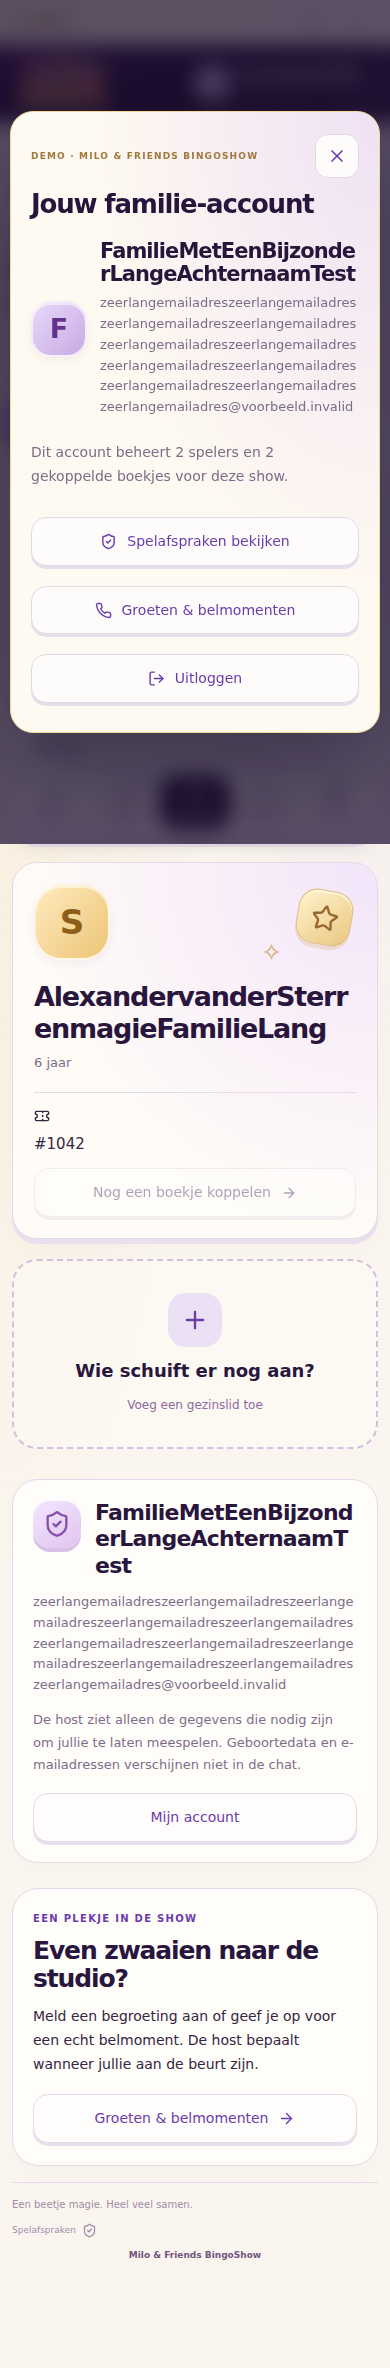 DEMO · MILO & FRIENDS BINGOSHOW
Jouw familie-account
F
FamilieMetEenBijzonde
rLangeAchternaamTest
zeerlangemailadreszeerlangemailadres
zeerlangemailadreszeerlangemailadres
zeerlangemailadreszeerlangemailadres
zeerlangemailadreszeerlangemailadres
zeerlangemailadreszeerlangemailadres
zeerlangemailadres@voorbeeld.invalid
Dit account beheert 2 spelers en 2
gekoppelde boekjes voor deze show.
Spelafspraken bekijken
Groeten & belmomenten
Uitloggen
S
AlexandervanderSterr
enmagieFamilieLang
6 jaar
#1042
Nog een boekje koppelen
Wie schuift er nog aan?
Voeg een gezinslid toe
FamilieMetEenBijzond
erLangeAchternaamT
est
zeerlangemailadreszeerlangemailadreszeerlange
mailadreszeerlangemailadreszeerlangemailadres
zeerlangemailadreszeerlangemailadreszeerlange
mailadreszeerlangemailadreszeerlangemailadres
zeerlangemailadres@voorbeeld.invalid
De host ziet alleen de gegevens die nodig zijn
om jullie te laten meespelen. Geboortedata en e-
mailadressen verschijnen niet in de chat.
Mijn account
EEN PLEKJE IN DE SHOW
Even zwaaien naar de
studio?
Meld een begroeting aan of geef je op voor
een echt belmoment. De host bepaalt
wanneer jullie aan de beurt zijn.
Groeten & belmomenten
Een beetje magie. Heel veel samen.
Spelafspraken
Milo & Friends BingoShow